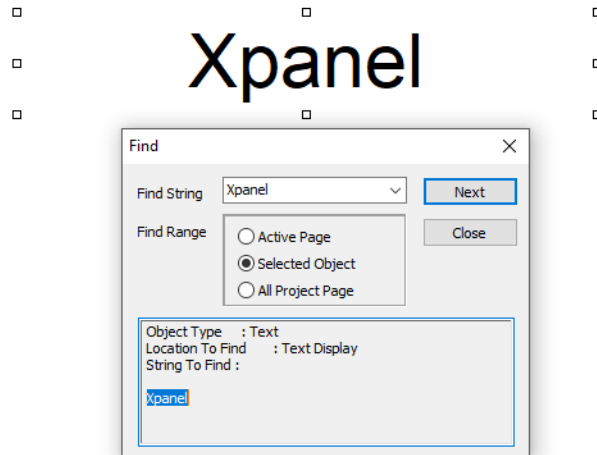 Xpanel
Find
Find String Xpanel Next
Find Range Active Page Close
Selected Object
All Project Page
Object Type : Text
Location To Find : Text Display
String To Find :
Xpanel